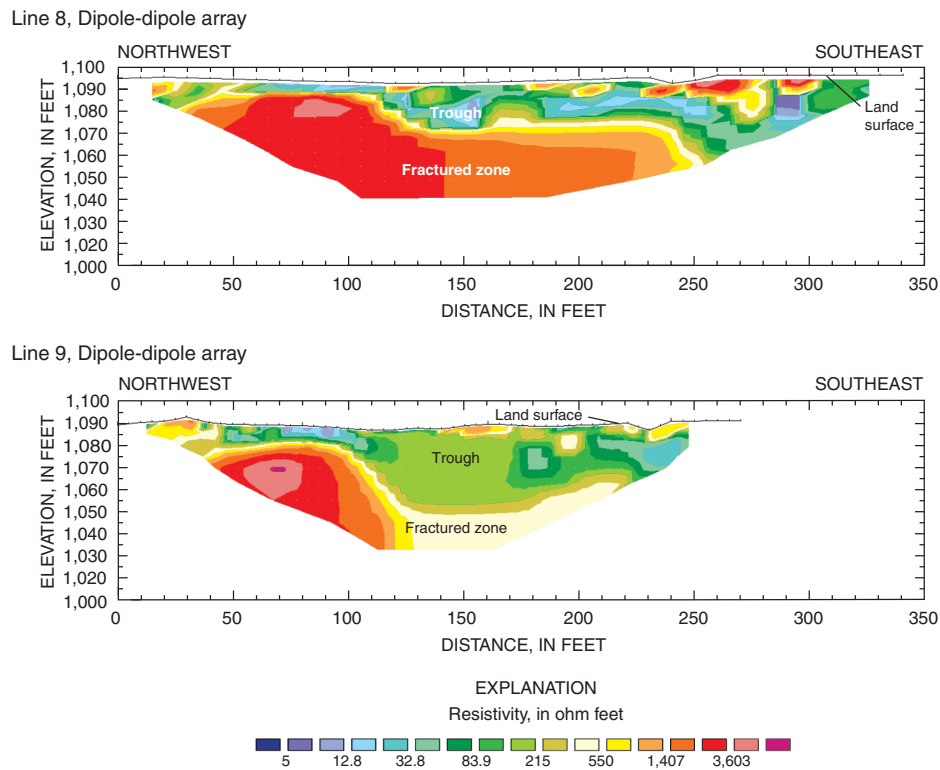 Line 8, Dipole-dipole array
NORTHWEST SOUTHEAST
ELEVATION, IN FEET
1,100
1,090
1,080
1,070
1,060
1,050
1,040
1,030
1,020
1,010
1,000
Trough
Fractured zone
Land
surface
0 50 100 150 200 250 300 350
DISTANCE, IN FEET
Line 9, Dipole-dipole array
NORTHWEST SOUTHEAST
ELEVATION, IN FEET
1,100
1,090
1,080
1,070
1,060
1,050
1,040
1,030
1,020
1,010
1,000
Land surface
Trough
Fractured zone
0 50 100 150 200 250 300 350
DISTANCE, IN FEET
EXPLANATION
Resistivity, in ohm feet
5 12.8 32.8 83.9 215 550 1,407 3,603